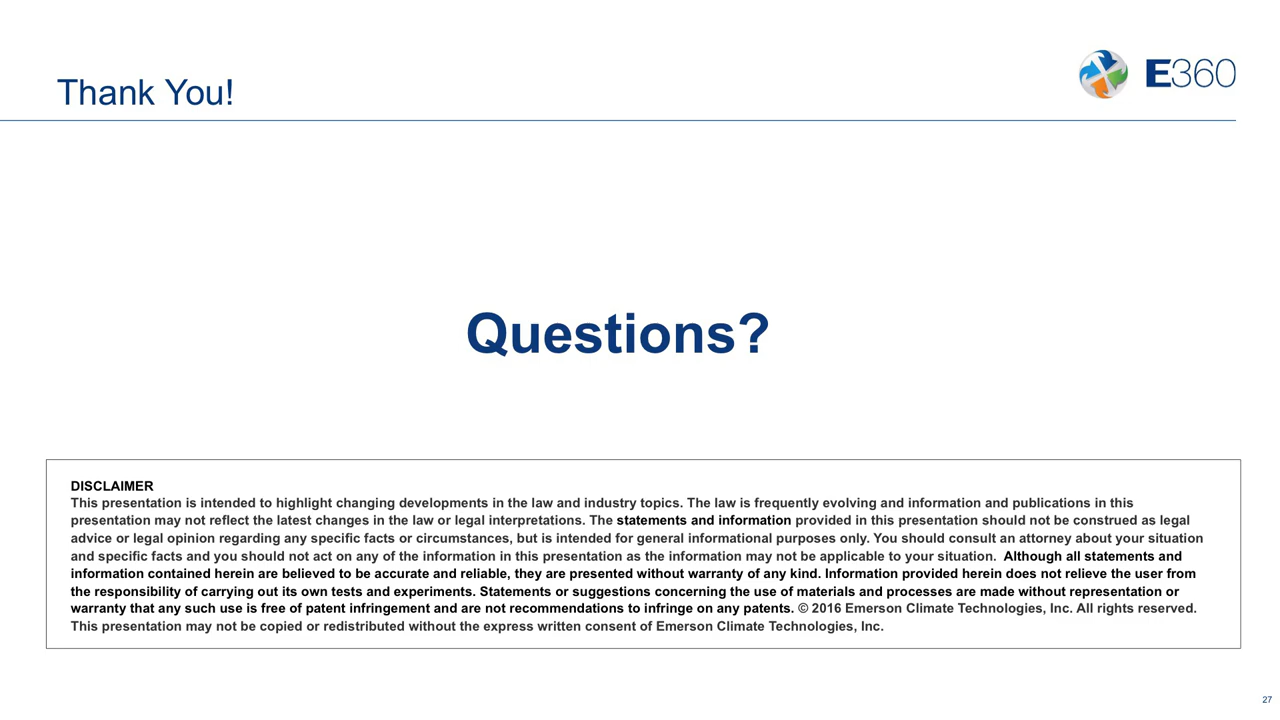 Thank You!
E360
Questions?
DISCLAIMER
This presentation is intended to highlight changing developments in the law and industry topics. The law is frequently evolving and information and publications in this
presentation may not reflect the latest changes in the law or legal interpretations. The statements and information provided in this presentation should not be construed as legal
advice or legal opinion regarding any specific facts or circumstances, but is intended for general informational purposes only. You should consult an attorney about your situation
and specific facts and you should not act on any of the information in this presentation as the information may not be applicable to your situation.  Although all statements and
information contained herein are believed to be accurate and reliable, they are presented without warranty of any kind. Information provided herein does not relieve the user from
the responsibility of carrying out its own tests and experiments. Statements or suggestions concerning the use of materials and processes are made without representation or
warranty that any such use is free of patent infringement and are not recommendations to infringe on any patents. © 2016 Emerson Climate Technologies, Inc. All rights reserved.
This presentation may not be copied or redistributed without the express written consent of Emerson Climate Technologies, Inc.
27